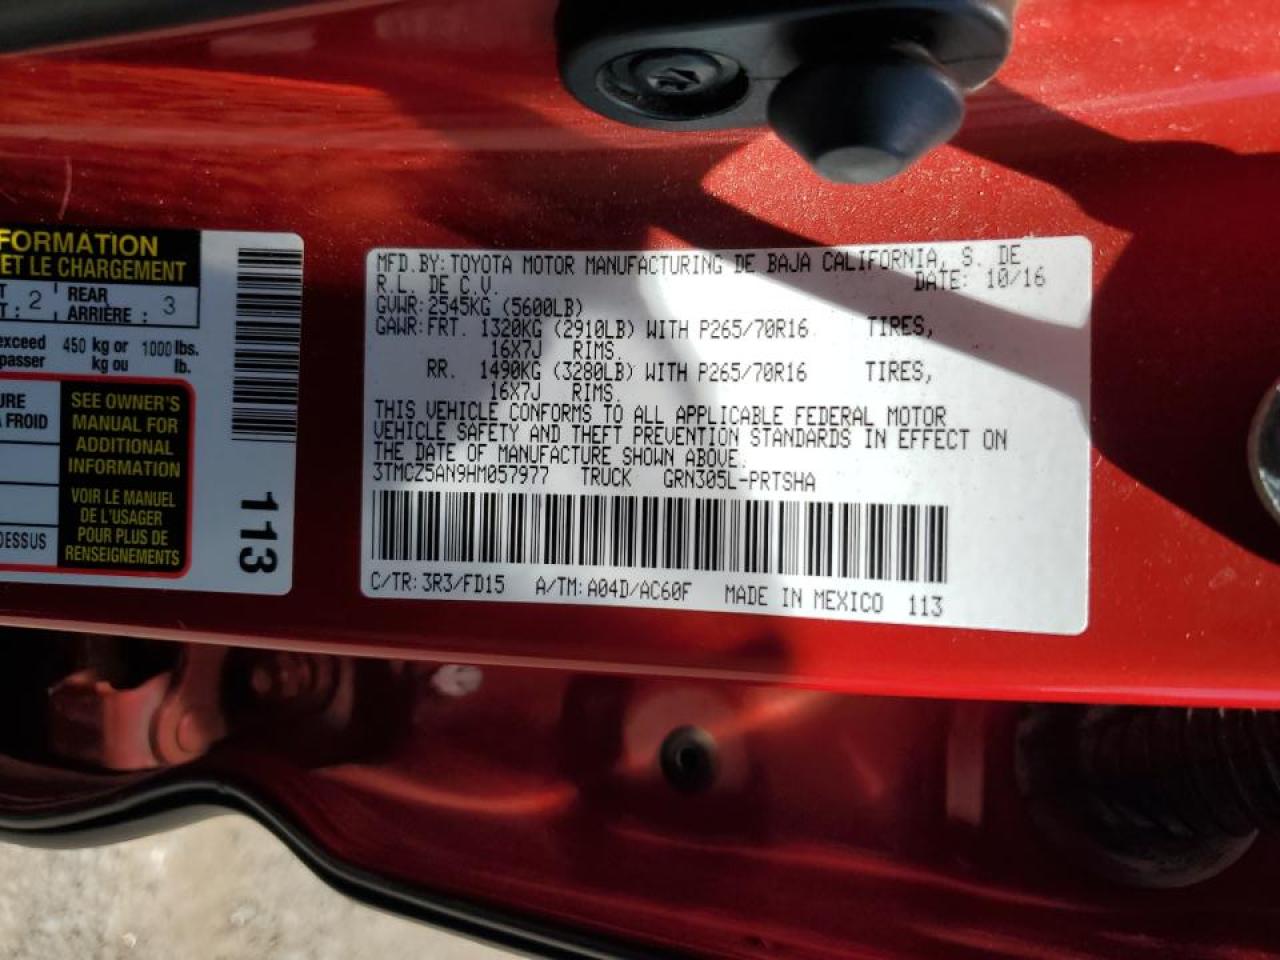 FORMATION
ET LE CHARGEMENT
T 2 REAR
T : ARRIÈRE : 3
exceed 450 kg or 1000 lbs.
passer kg ou lb.
URE
À FROID
SEE OWNER'S
MANUAL FOR
ADDITIONAL
INFORMATION
VOIR LE MANUEL
DE L'USAGER
POUR PLUS DE
RENSEIGNEMENTS
DESSUS
113
MFD.BY:TOYOTA MOTOR MANUFACTURING DE BAJA CALIFORNIA, S. DE
R.L. DE C.V. DATE: 10/16
GVWR:2545KG (5600LB)
GAWR:FRT. 1320KG (2910LB) WITH P265/70R16 TIRES,
16X7J RIMS.
RR. 1490KG (3280LB) WITH P265/70R16 TIRES,
16X7J RIMS.
THIS VEHICLE CONFORMS TO ALL APPLICABLE FEDERAL MOTOR
VEHICLE SAFETY AND THEFT PREVENTION STANDARDS IN EFFECT ON
THE DATE OF MANUFACTURE SHOWN ABOVE.
3TMCZ5AN9HM057977 TRUCK GRN305L-PRTSHA
C/TR:3R3/FD15 A/TM:A04D/AC60F MADE IN MEXICO 113